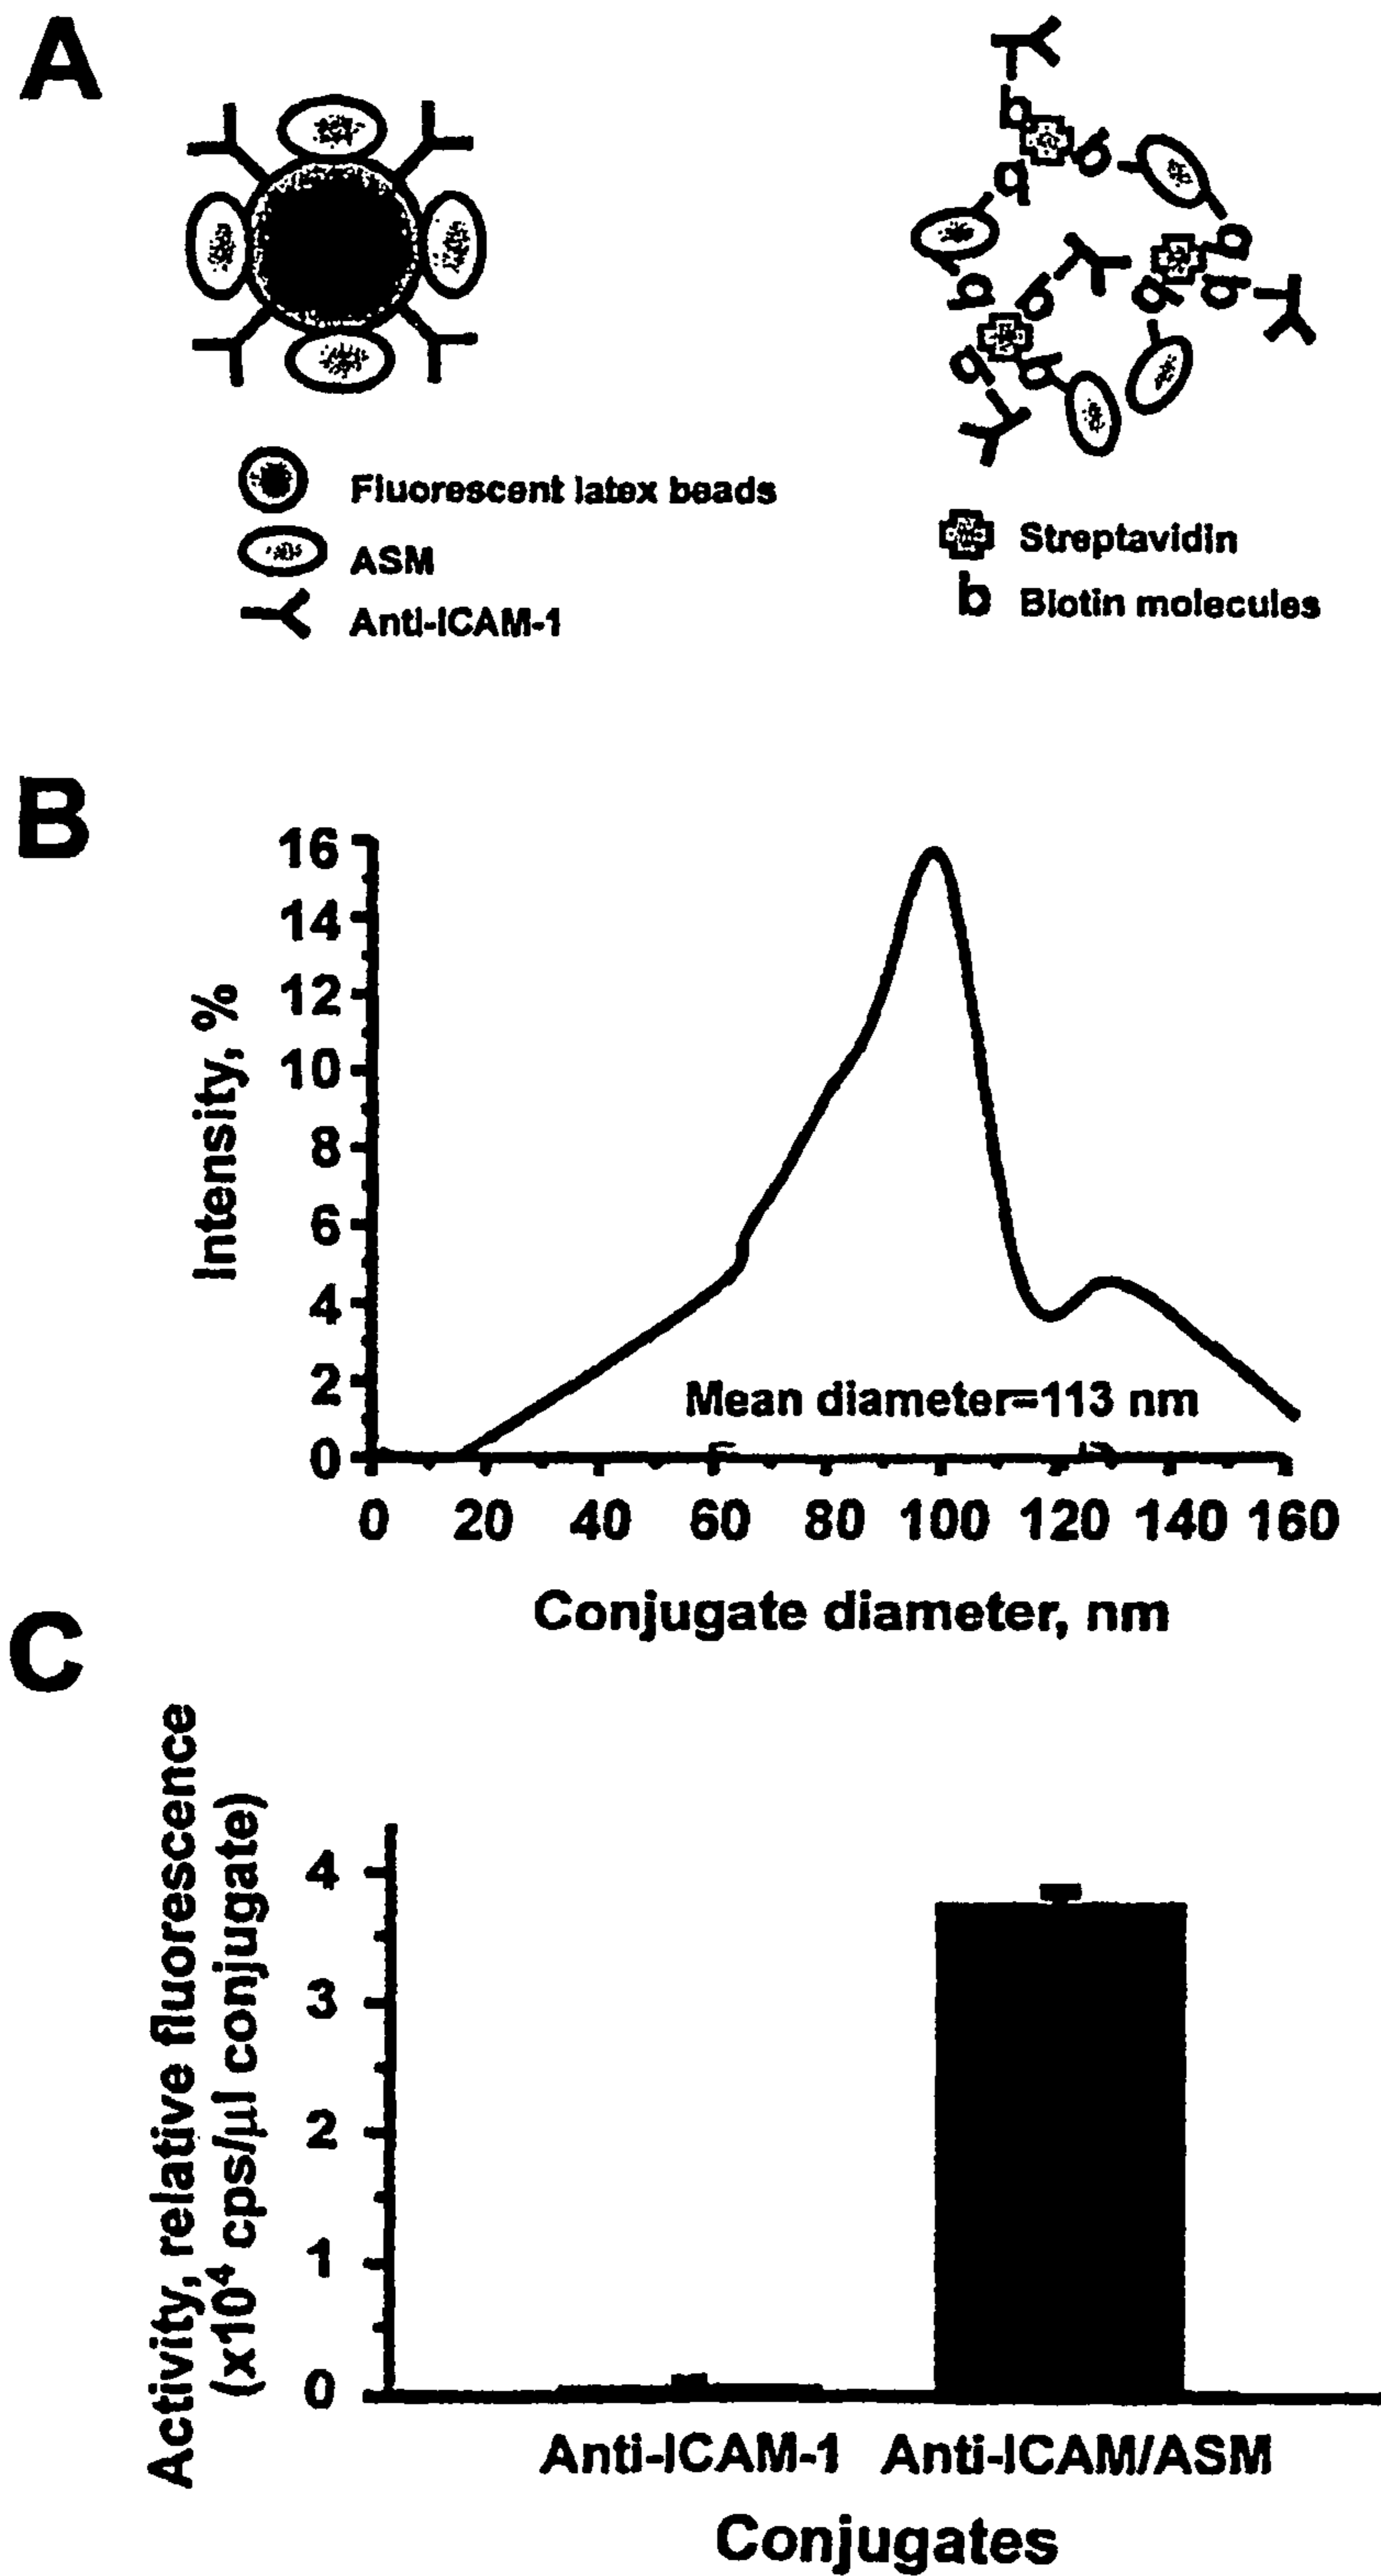 A
b
b
b
b
b
b
b
b
b
b
Fluorescent latex beads
ASM
Anti-ICAM-1
Streptavidin
b Biotin molecules
B
Intensity, %
16
14
12
10
8
6
4
2
0
Mean diameter=113 nm
0 20 40 60 80 100 120 140 160
Conjugate diameter, nm
C
Activity, relative fluorescence
(x10⁴ cps/µl conjugate)
4
3
2
1
0
Anti-ICAM-1 Anti-ICAM/ASM
Conjugates